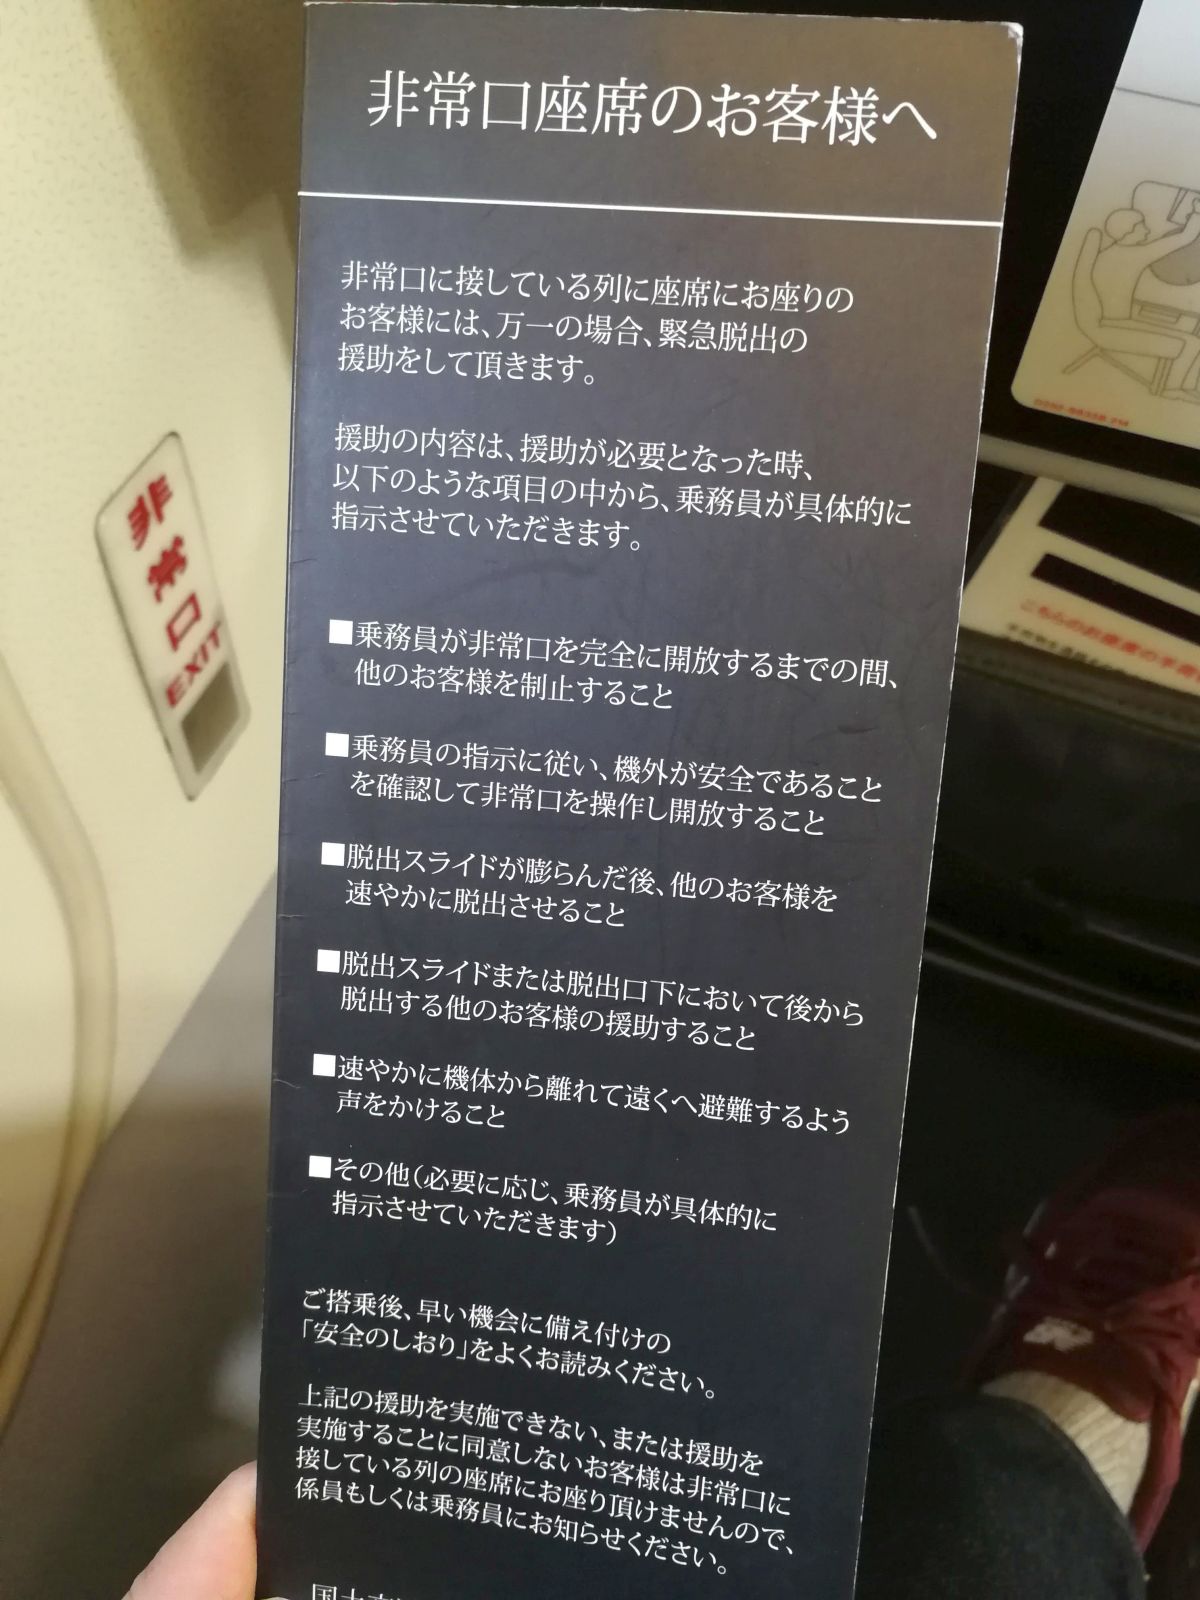 非常口座席のお客様へ
非常口に接している列に座席にお座りの
お客様には、万一の場合、緊急脱出の
援助をして頂きます。
援助の内容は、援助が必要となった時、
以下のような項目の中から、乗務員が具体的に
指示させていただきます。
■乗務員が非常口を完全に開放するまでの間、
他のお客様を制止すること
■乗務員の指示に従い、機外が安全であること
を確認して非常口を操作し開放すること
■脱出スライドが膨らんだ後、他のお客様を
速やかに脱出させること
■脱出スライドまたは脱出口下において後から
脱出する他のお客様の援助すること
■速やかに機体から離れて遠くへ避難するよう
声をかけること
■その他(必要に応じ、乗務員が具体的に
指示させていただきます)
ご搭乗後、早い機会に備え付けの
「安全のしおり」をよくお読みください。
上記の援助を実施できない、または援助を
実施することに同意しないお客様は非常口に
接している列の座席にお座り頂けませんので、
係員もしくは乗務員にお知らせください。
非常口
EXIT
こちらのお座席の手荷